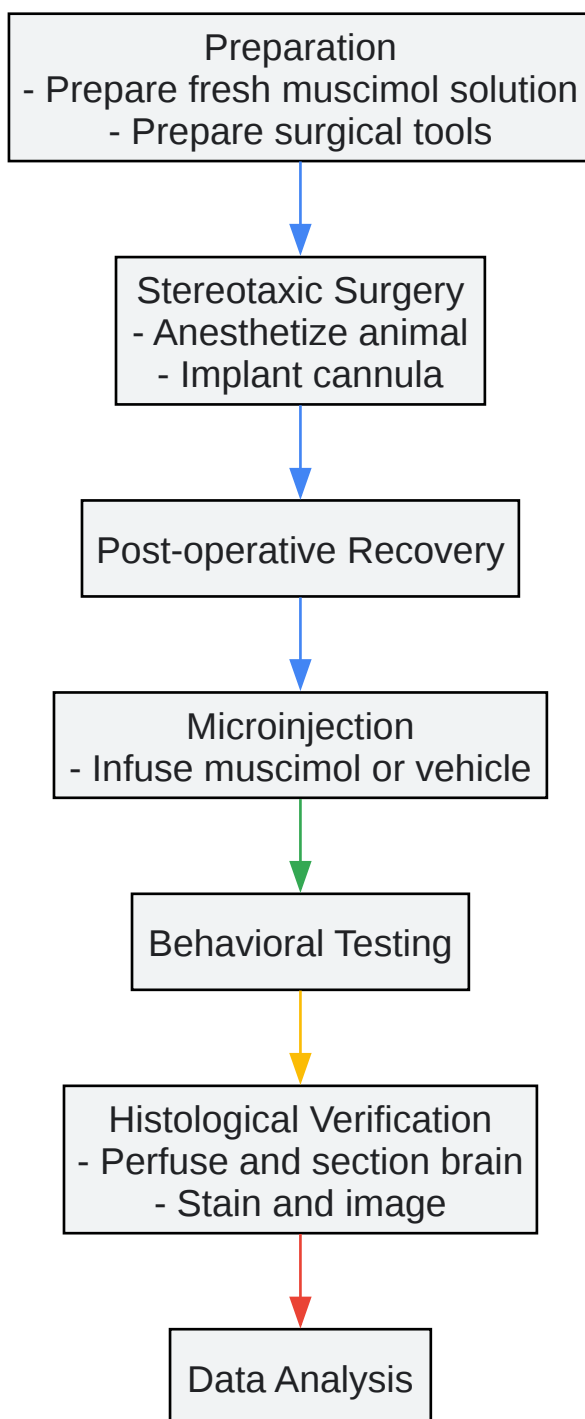 Preparation
- Prepare fresh muscimol solution
- Prepare surgical tools
Stereotaxic Surgery
- Anesthetize animal
- Implant cannula
Post-operative Recovery
Microinjection
- Infuse muscimol or vehicle
Behavioral Testing
Histological Verification
- Perfuse and section brain
- Stain and image
Data Analysis